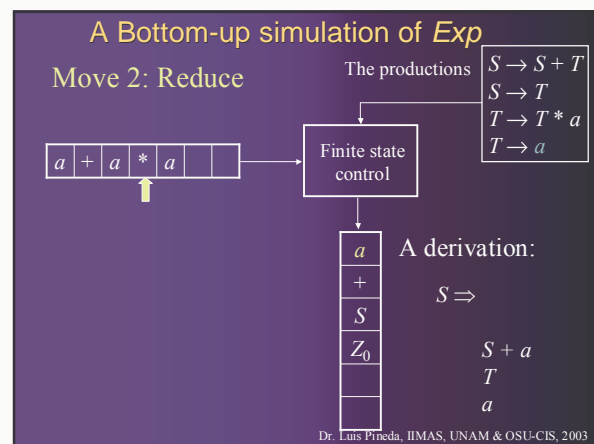 A Bottom-up simulation of Exp
Move 2: Reduce
The productions
S → S + T
S → T
T → T * a
T → a
a + a * a
Finite state
control
a
+
S
Z₀
A derivation:
S ⇒
S + a
T
a
Dr. Luis Pineda, IIMAS, UNAM & OSU-CIS, 2003